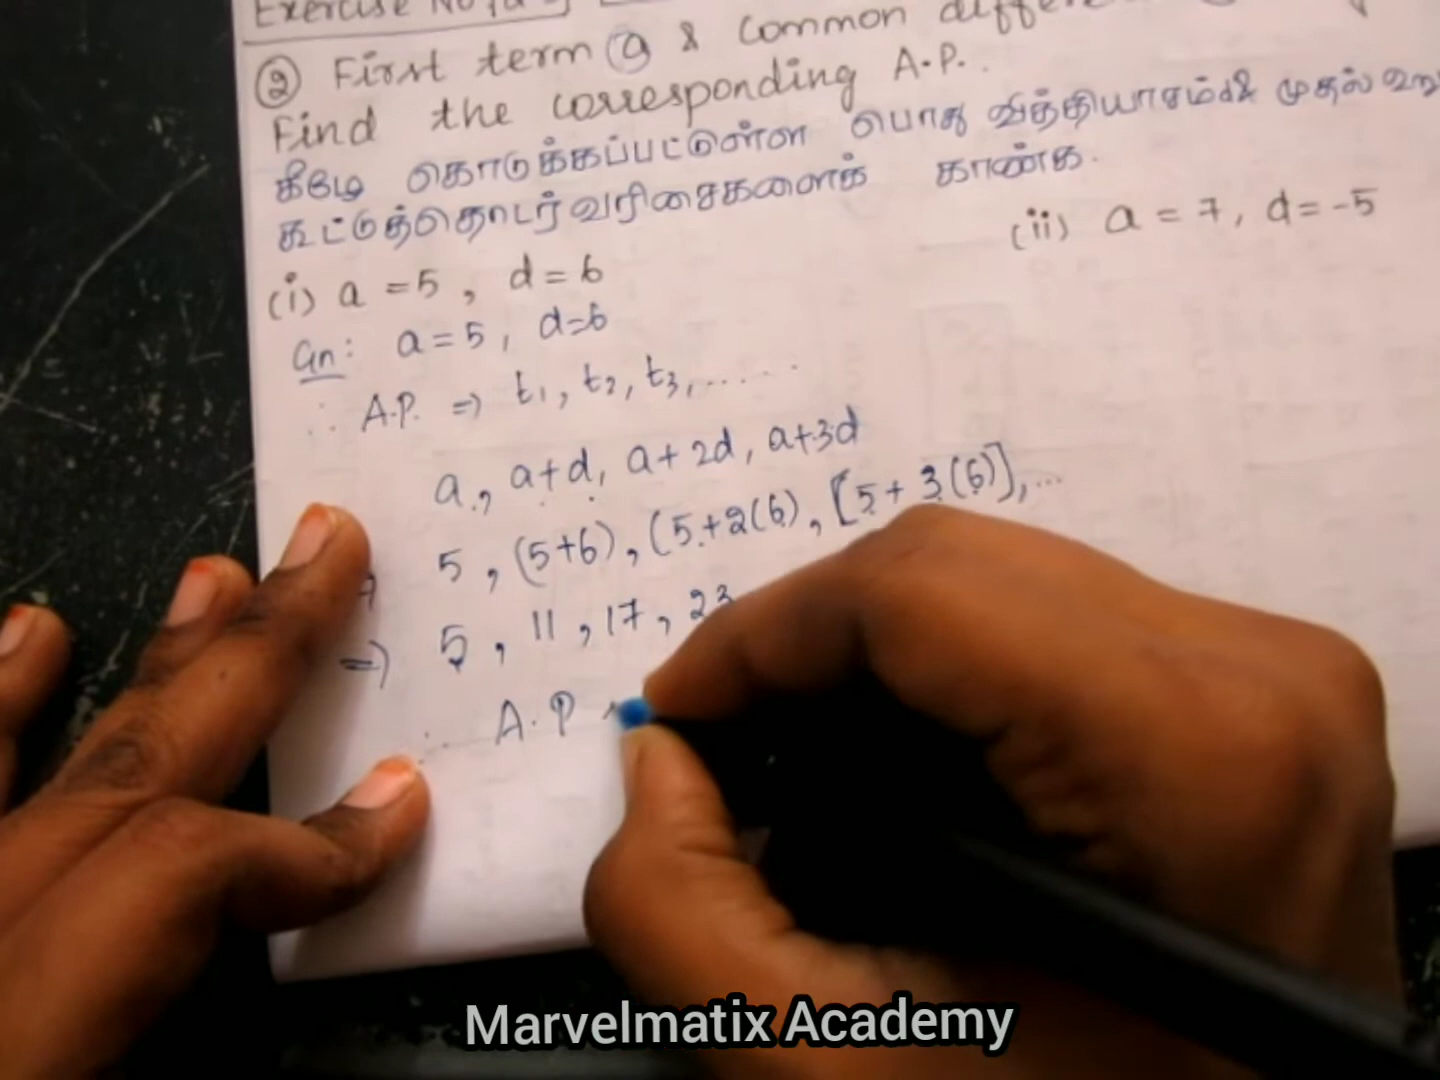 Exercise No
② First term ⓐ & common
Find the corresponding A.P..
கீழே கொடுக்கப்பட்டுள்ள பொது வித்தியாசம் d & முதல்
கூட்டுத்தொடர் வரிசைகளைக் காண்க.
(i) a = 5 , d = 6
(ii) a = 7, d = -5
Gn: a = 5, d=6
∴ A.P. ⇒ t₁, t₂, t₃, ......
a, a+d, a+2d, a+3d
5, (5+6), (5+2(6), [5+3(6)],...
⇒ 5, 11, 17, 23
∴ A.P
Marvelmatix Academy